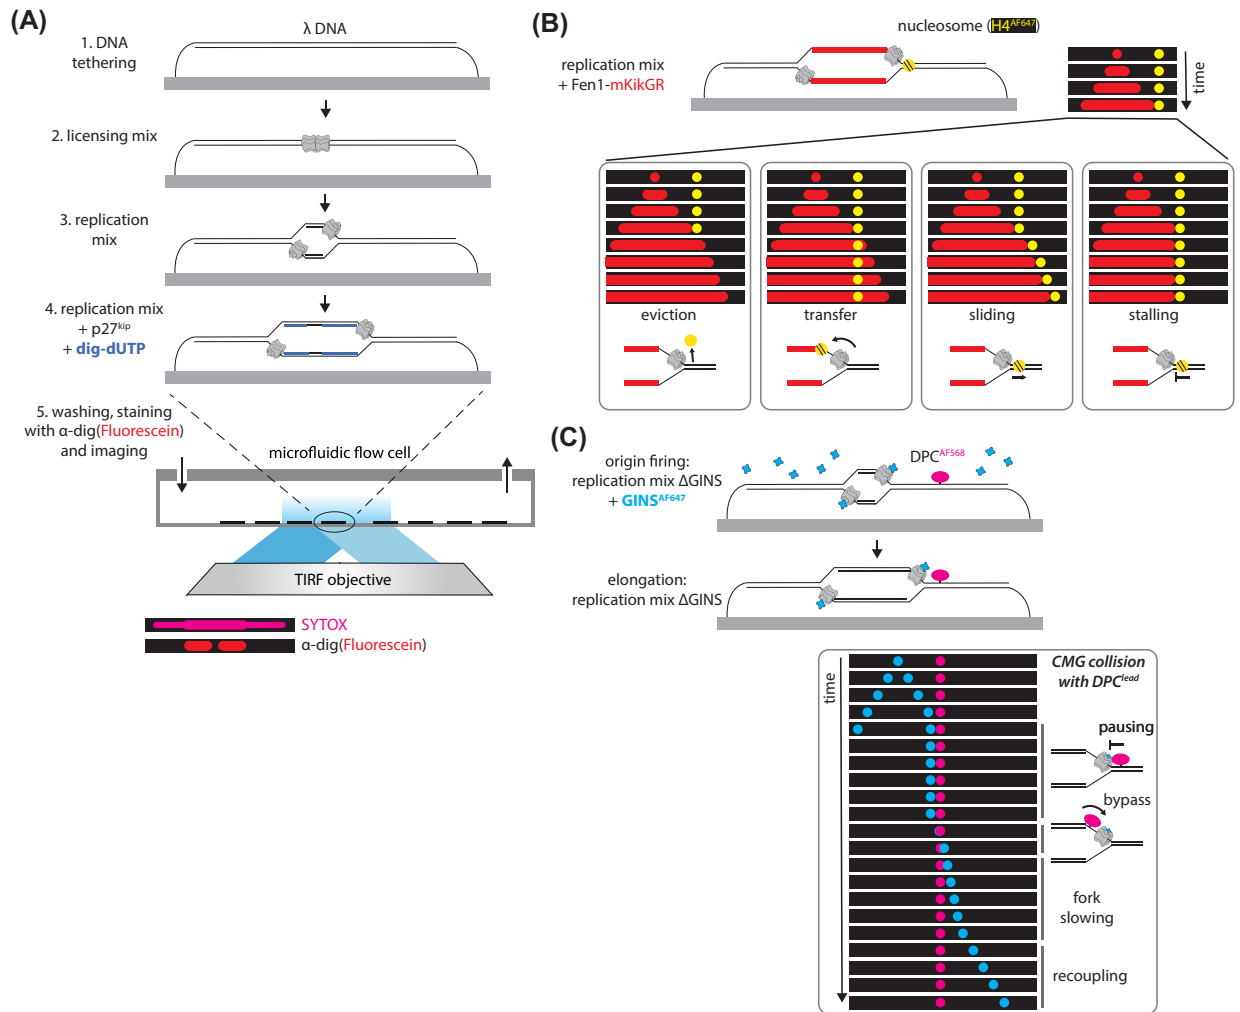 (A)
λ DNA
1. DNA
tethering
2. licensing mix
3. replication
mix
4. replication mix
+ p27kip
+ dig-dUTP
5. washing, staining
with α-dig(Fluorescein)
and imaging
microfluidic flow cell
TIRF objective
SYTOX
α-dig(Fluorescein)
(B)
nucleosome (H4AF647)
replication mix
+ Fen1-mKikGR
time
eviction
transfer
sliding
stalling
(C)
origin firing:
replication mix ΔGINS
+ GINSAF647
DPCAF568
elongation:
replication mix ΔGINS
time
CMG collision
with DPClead
pausing
bypass
fork
slowing
recoupling